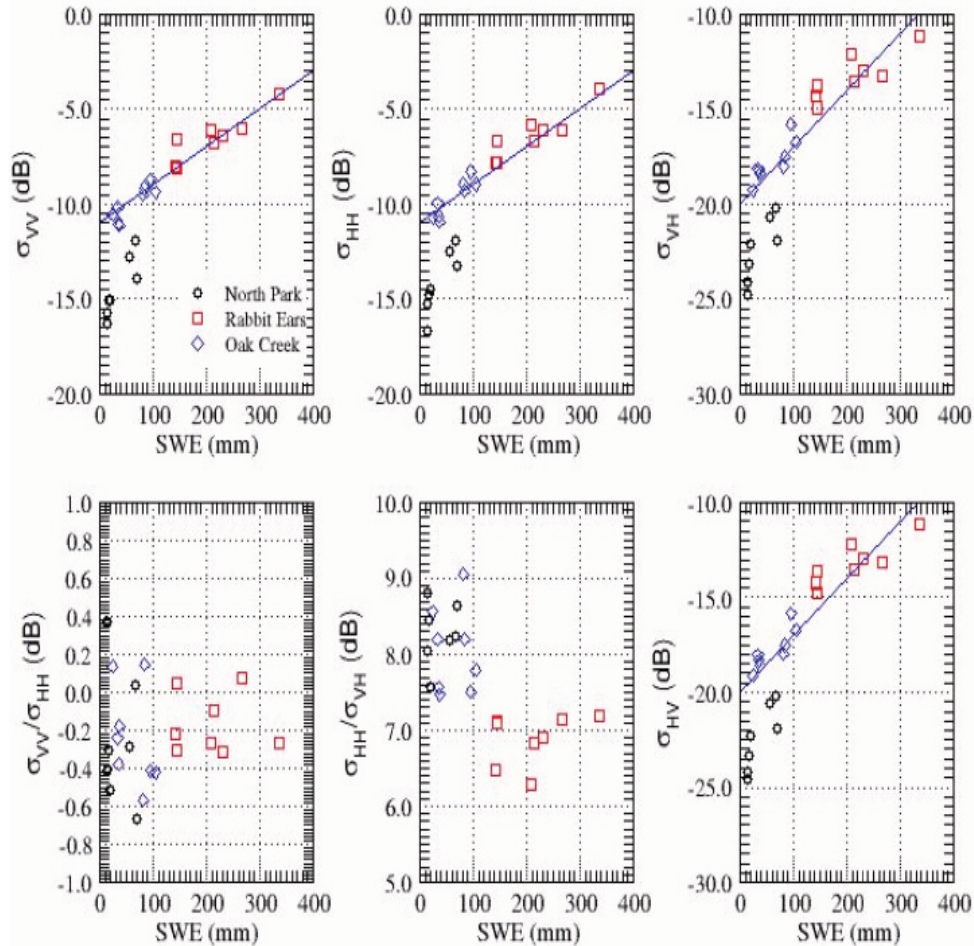 0.0
-5.0
-10.0
-15.0
-20.0
σVV (dB)
0 100 200 300 400
SWE (mm)
North Park
Rabbit Ears
Oak Creek
0.0
-5.0
-10.0
-15.0
-20.0
σHH (dB)
0 100 200 300 400
SWE (mm)
-10.0
-15.0
-20.0
-25.0
-30.0
σVH (dB)
0 100 200 300 400
SWE (mm)
1.0
0.8
0.6
0.4
0.2
0.0
-0.2
-0.4
-0.6
-0.8
-1.0
σVV/σHH (dB)
0 100 200 300 400
SWE (mm)
10.0
9.0
8.0
7.0
6.0
5.0
σHH/σVH (dB)
0 100 200 300 400
SWE (mm)
-10.0
-15.0
-20.0
-25.0
-30.0
σHV (dB)
0 100 200 300 400
SWE (mm)